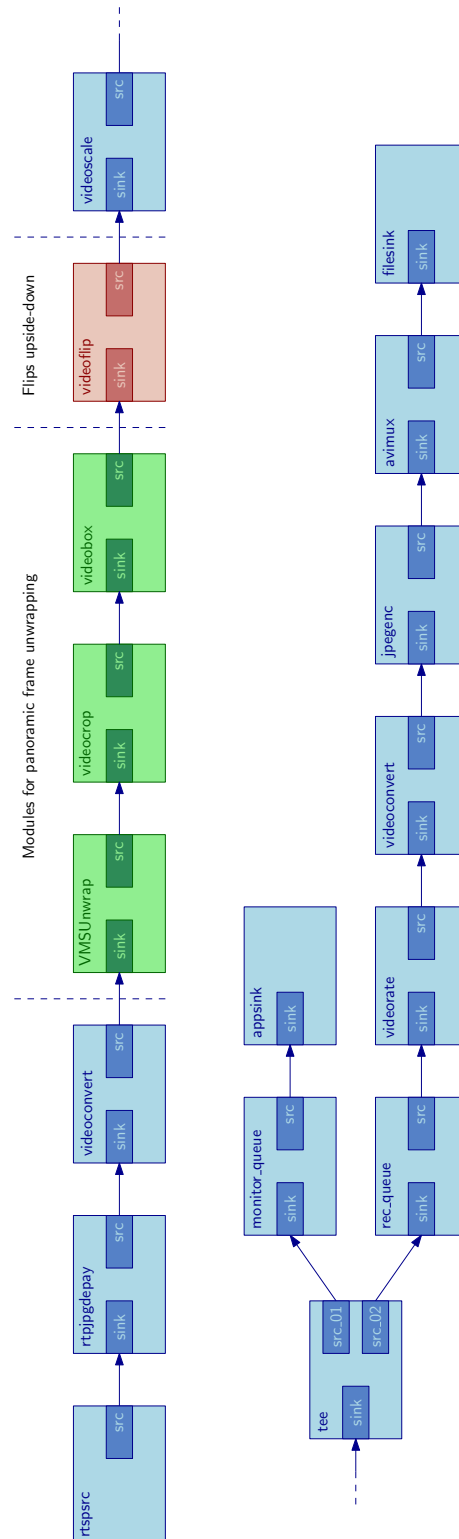 Modules for panoramic frame unwrapping
Flips upside-down
rtspsrc
src
rtpjpgdepay
sink
src
videoconvert
sink
src
VMSUnwrap
sink
src
videocrop
sink
src
videobox
sink
src
videoflip
sink
src
videoscale
sink
src
tee
sink
src_01
src_02
monitor_queue
sink
src
appsink
sink
rec_queue
sink
src
videorate
sink
src
videoconvert
sink
src
jpegenc
sink
src
avimux
sink
src
filesink
sink